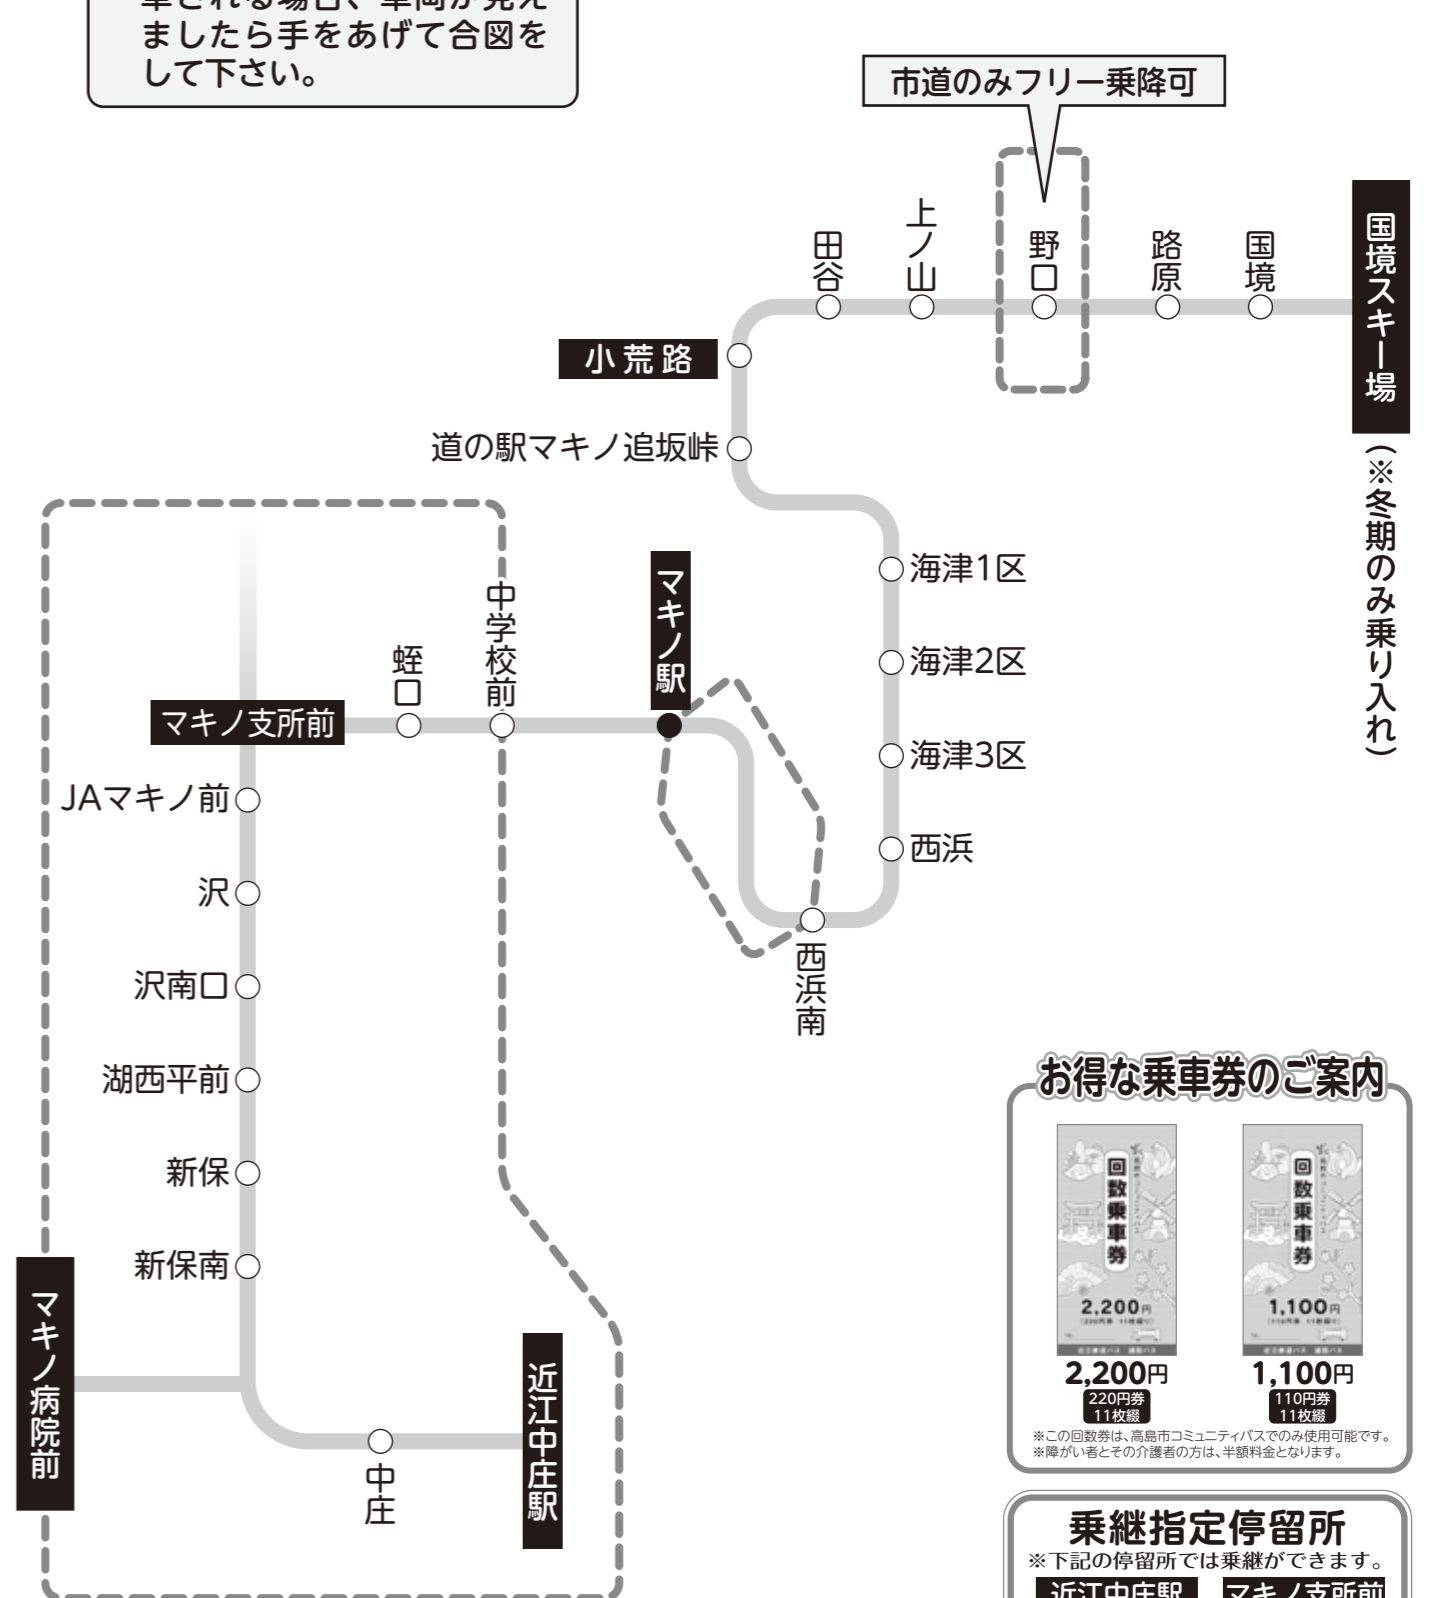 ましたら手をあげて合図を
して下さい。
市道のみフリー乗降可
田谷
上ノ山
野口
路原
国境
国境スキー場
(※冬期のみ乗り入れ)
小荒路
道の駅マキノ追坂峠
海津1区
海津2区
海津3区
西浜
西浜南
マキノ駅
中学校前
蛭口
マキノ支所前
JAマキノ前
沢
沢南口
湖西平前
新保
新保南
マキノ病院前
中庄
近江中庄駅
お得な乗車券のご案内
回数乗車券
2,200円
回数乗車券
1,100円
2,200円
220円券
11枚綴
1,100円
110円券
11枚綴
※この回数券は、高島市コミュニティバスでのみ使用可能です。
※障がい者とその介護者の方は、半額料金となります。
乗継指定停留所
※下記の停留所では乗継ができます。
近江中庄駅
マキノ支所前